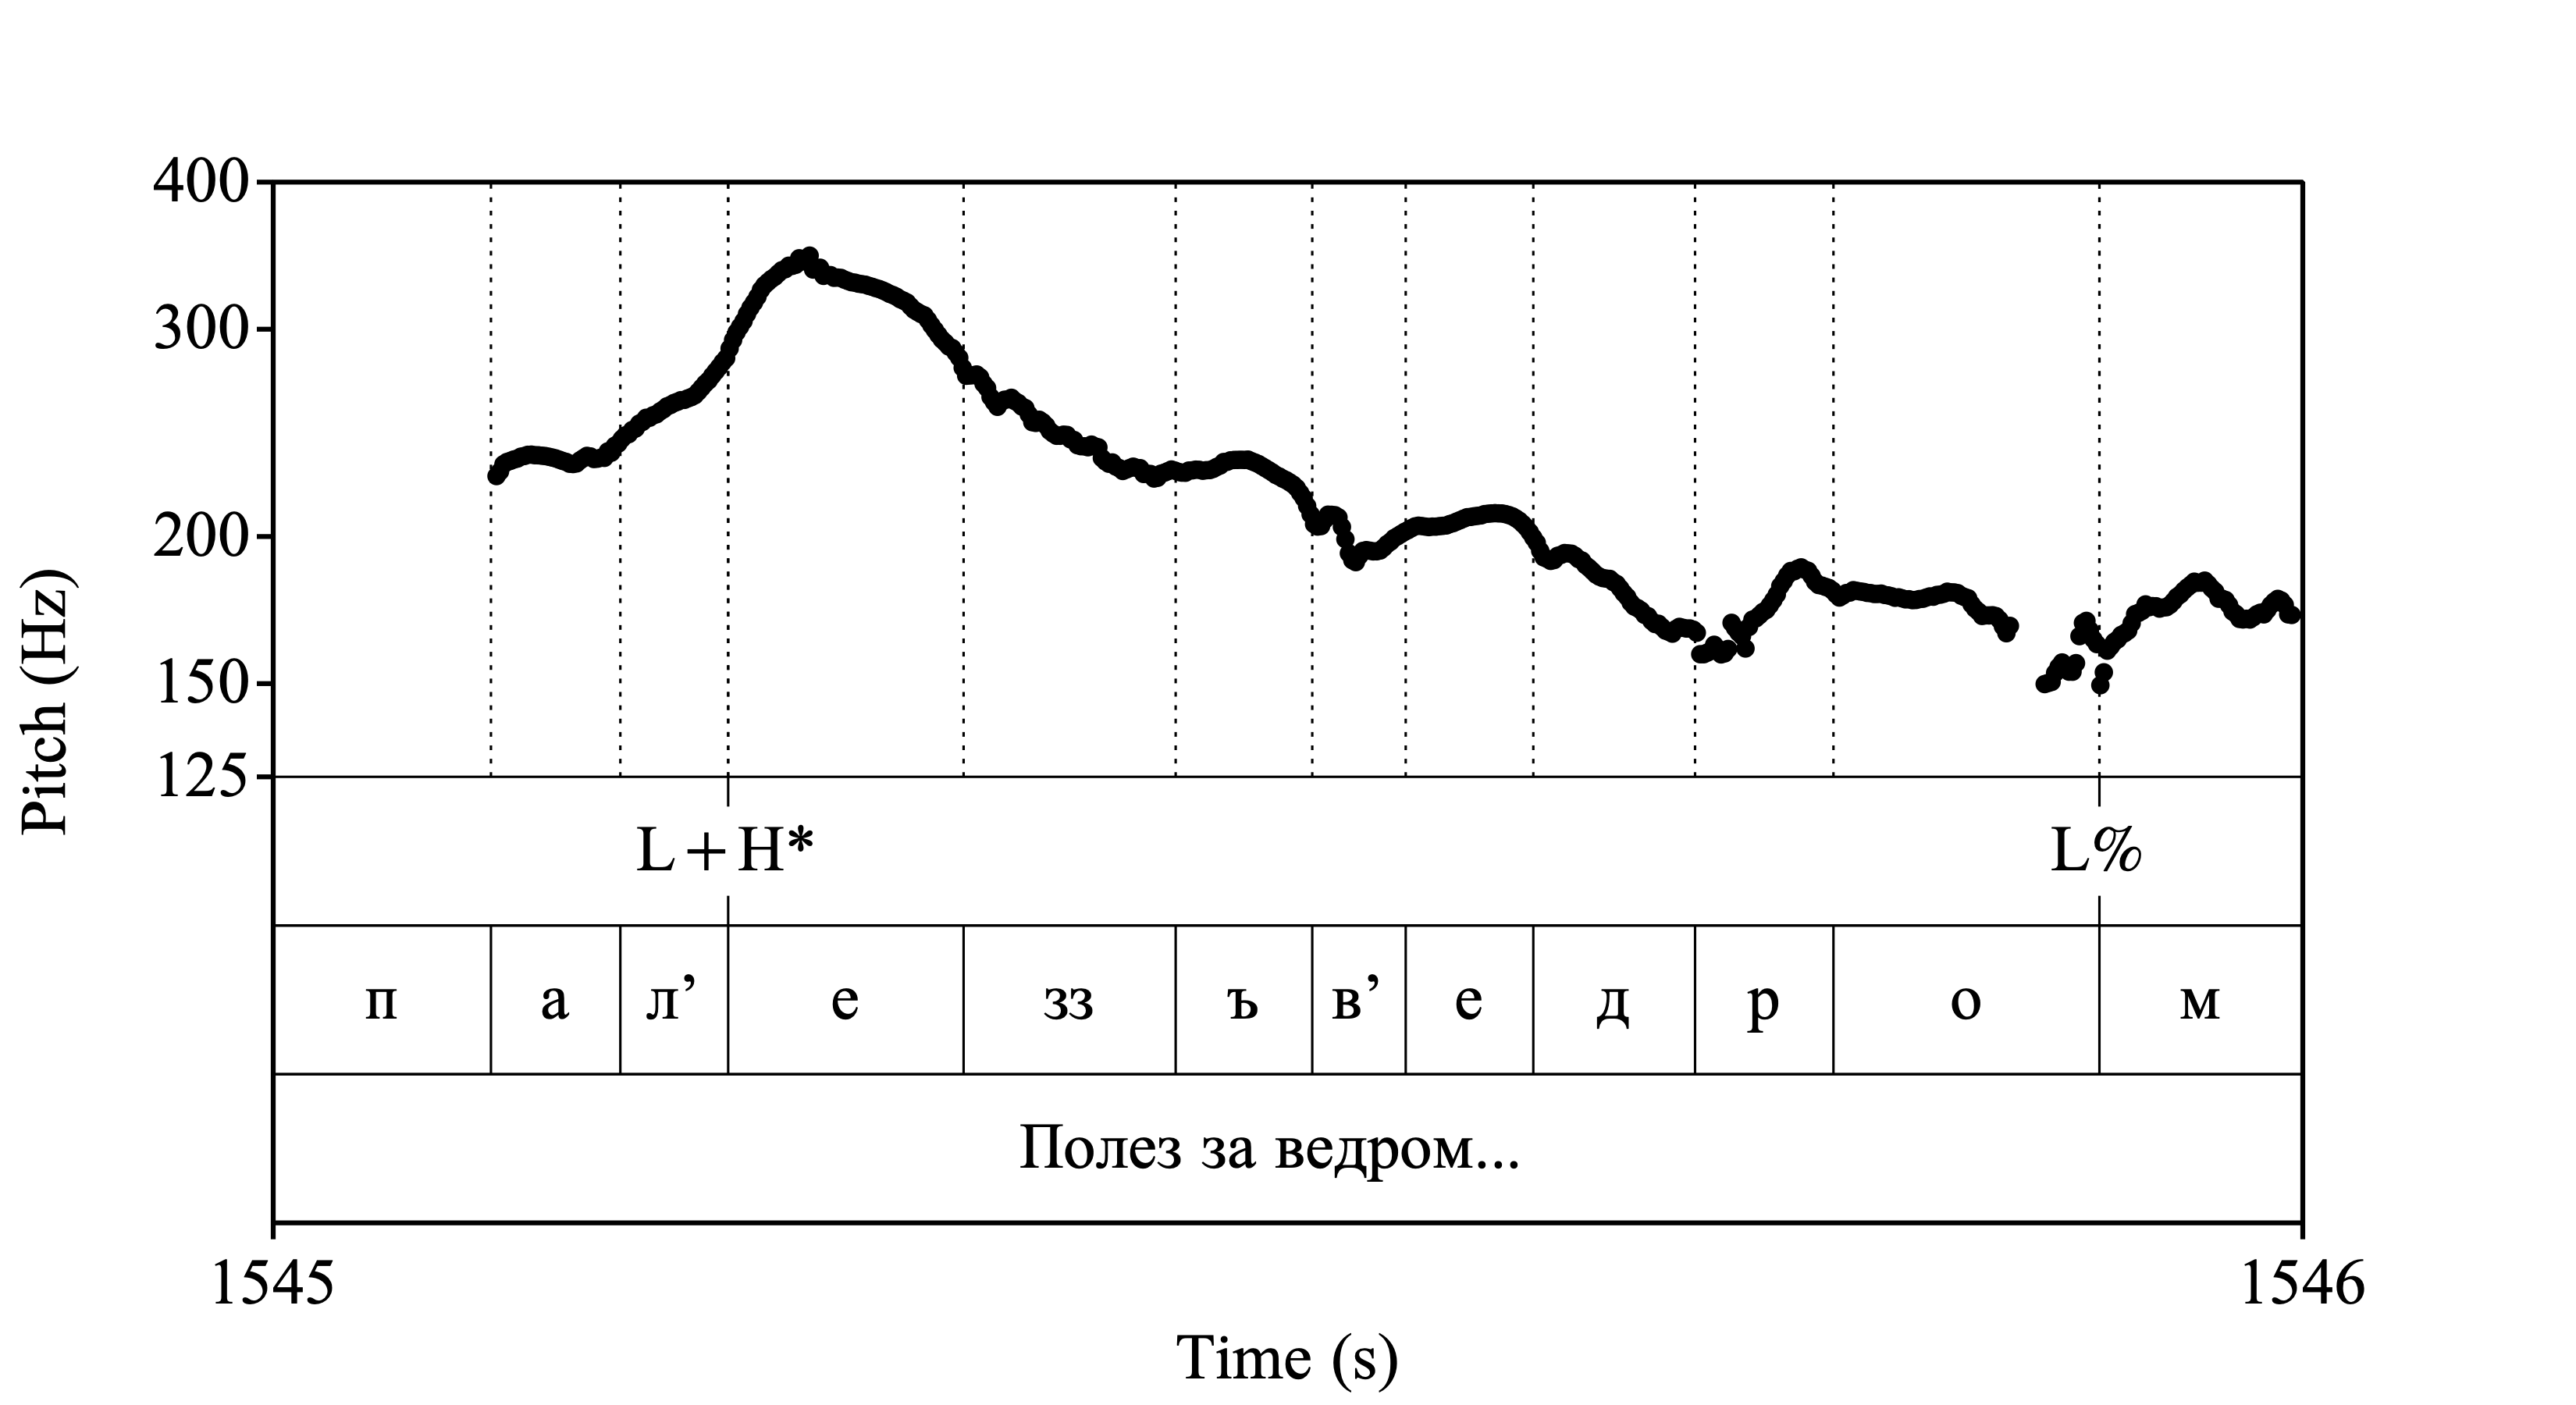 400
300
200
150
125
Pitch (Hz)
L+H* L%
п а л’ е зз ъ в’ е д р о м
Полез за ведром...
1545 1546
Time (s)